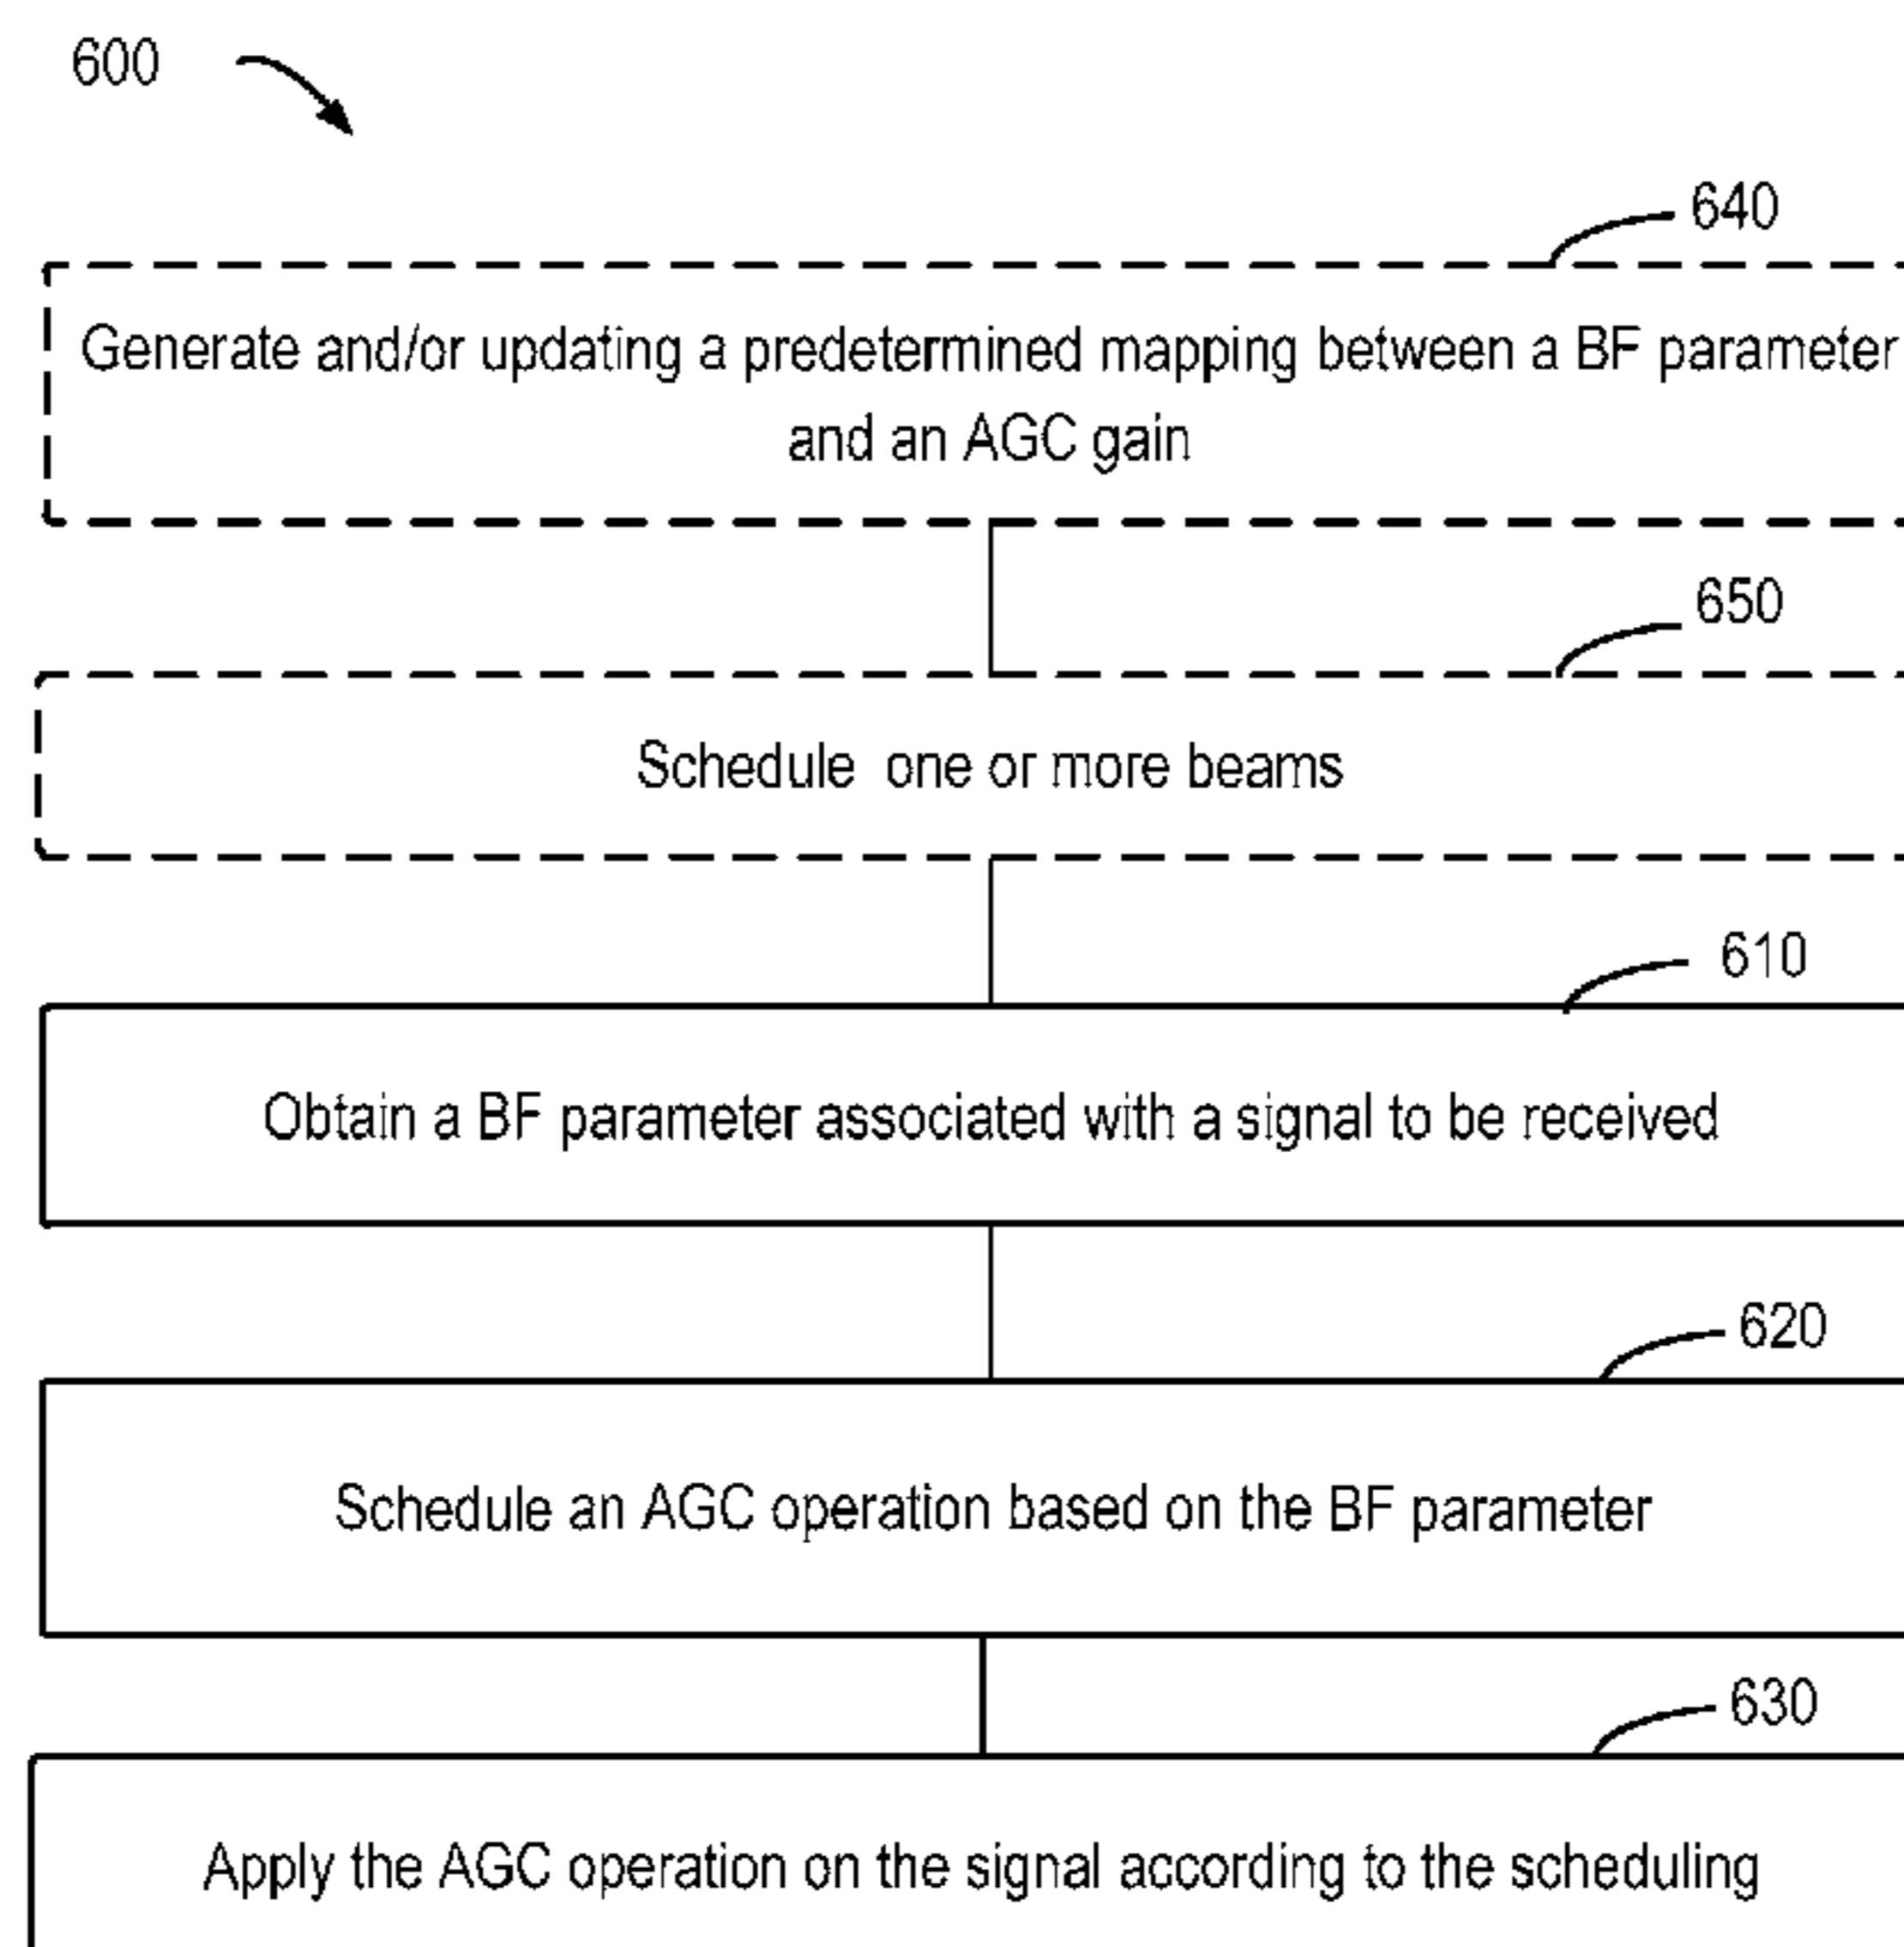 600
640
Generate and/or updating a predetermined mapping between a BF parameter
and an AGC gain
650
Schedule one or more beams
610
Obtain a BF parameter associated with a signal to be received
620
Schedule an AGC operation based on the BF parameter
630
Apply the AGC operation on the signal according to the scheduling